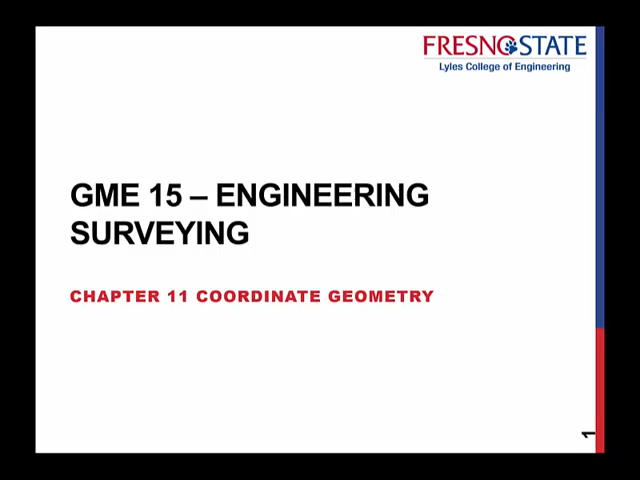 FRESNO STATE
Lyles College of Engineering
GME 15 – ENGINEERING
SURVEYING
CHAPTER 11 COORDINATE GEOMETRY
1